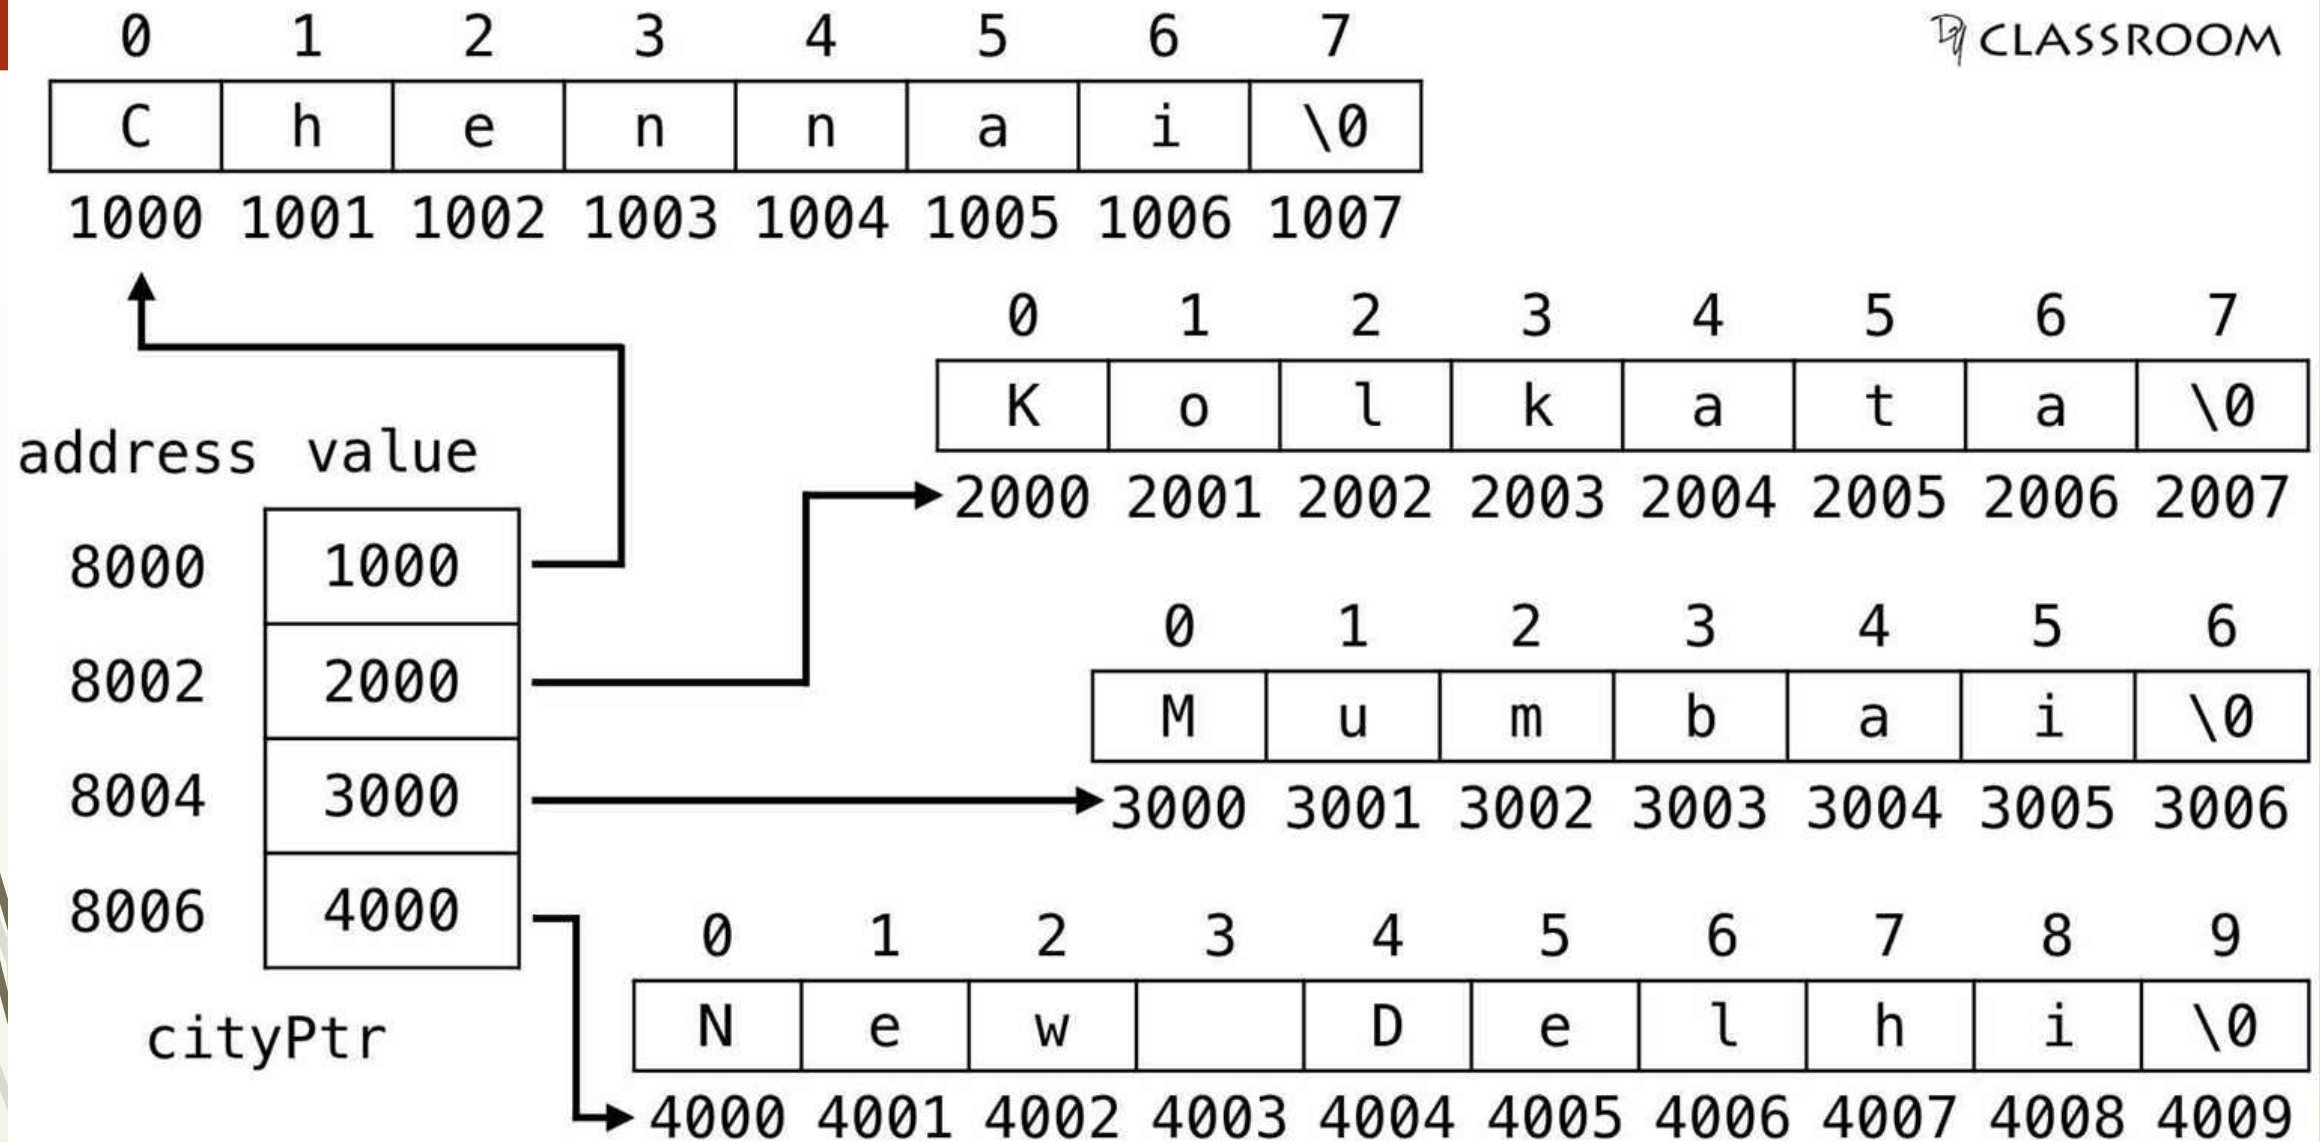 0 1 2 3 4 5 6 7
DJ CLASSROOM
C h e n n a i \0
1000 1001 1002 1003 1004 1005 1006 1007
0 1 2 3 4 5 6 7
K o l k a t a \0
2000 2001 2002 2003 2004 2005 2006 2007
address value
8000 1000
8002 2000
8004 3000
8006 4000
cityPtr
0 1 2 3 4 5 6
M u m b a i \0
3000 3001 3002 3003 3004 3005 3006
0 1 2 3 4 5 6 7 8 9
N e w D e l h i \0
4000 4001 4002 4003 4004 4005 4006 4007 4008 4009